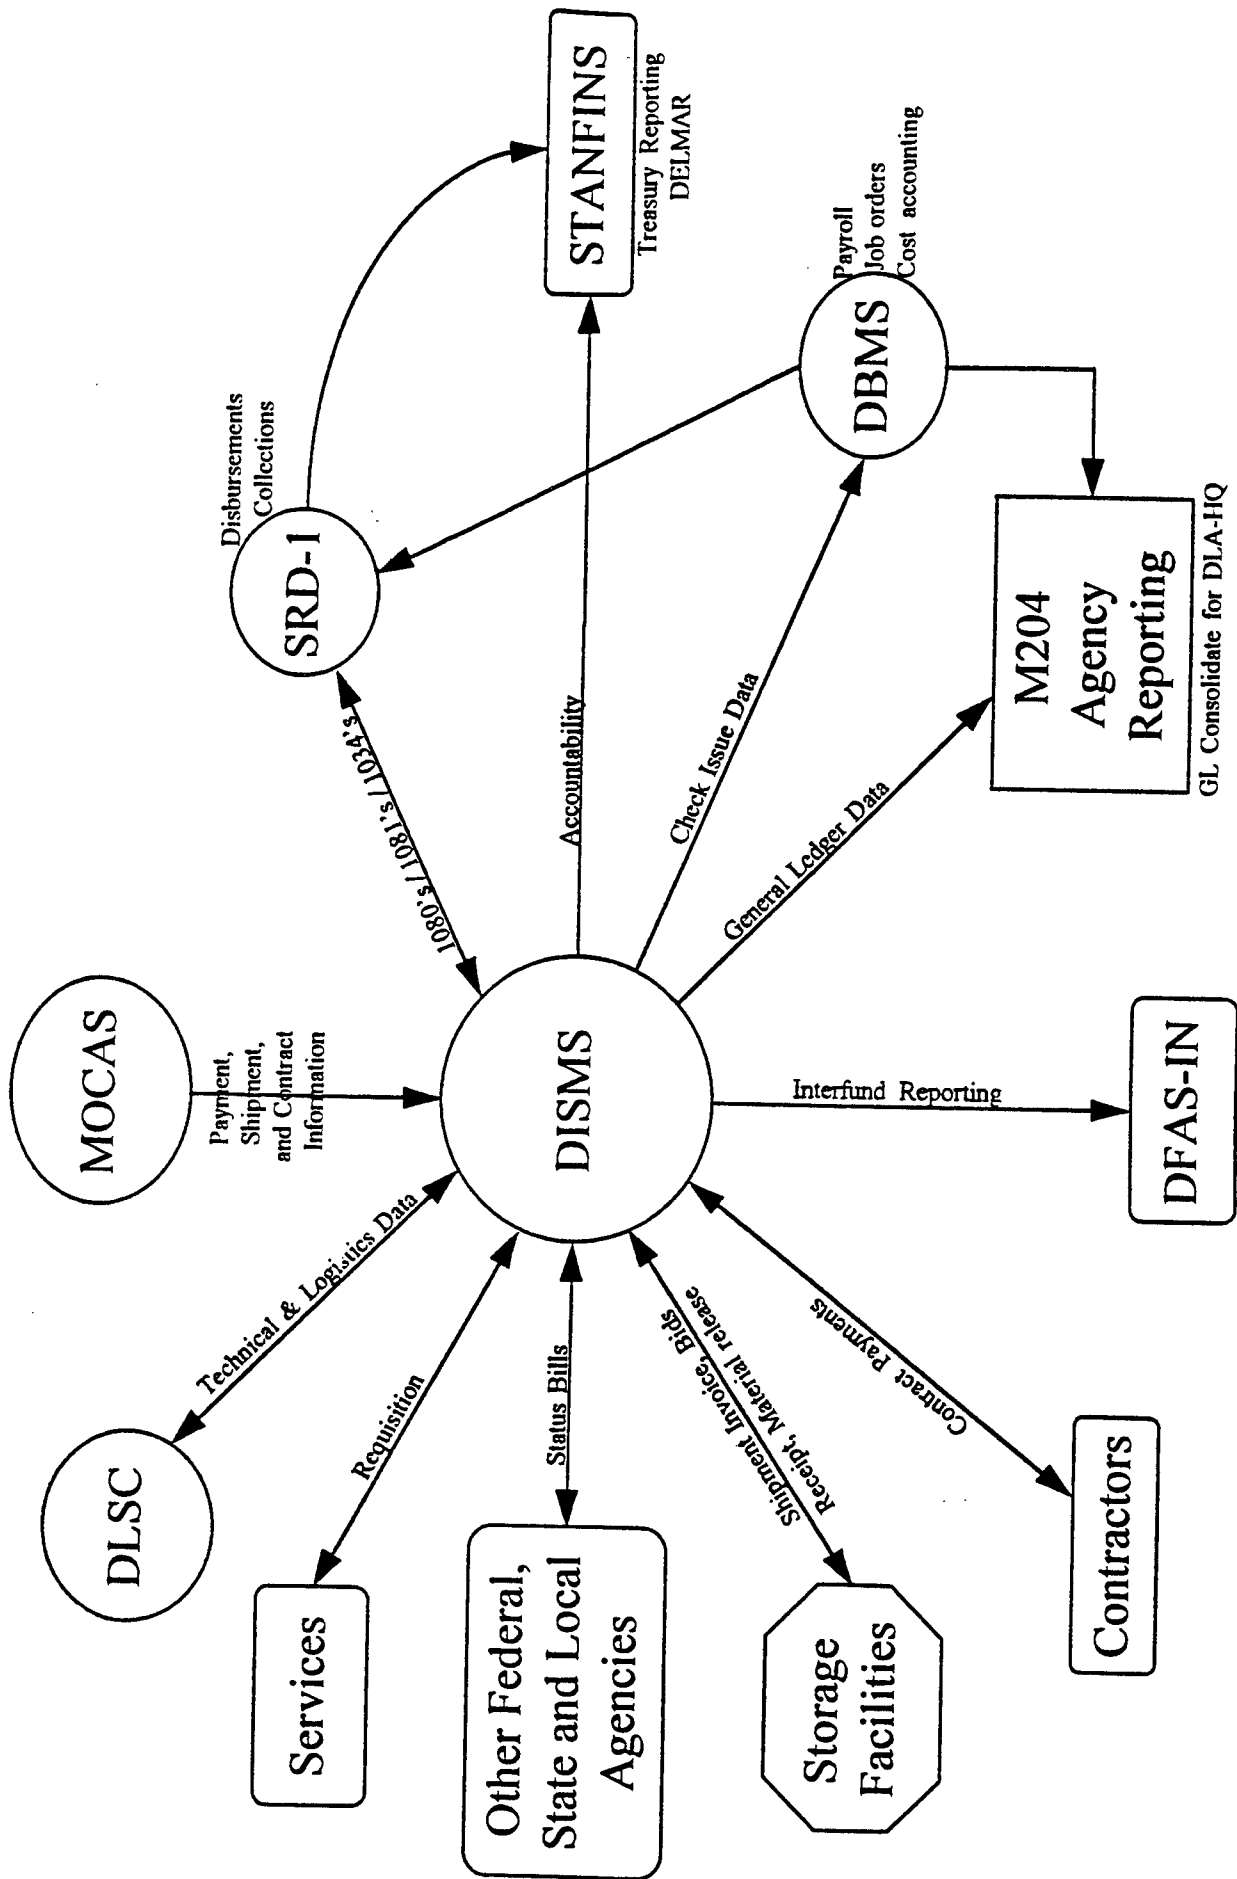 MOCAS
Payment,
Shipment,
and Contract
Information
DLSC
Technical & Logistics Data
Services
Requisition
Other Federal,
State and Local
Agencies
Status Bills
Storage
Facilities
Shipment Invoice, Bids
Receipt, Material release
Contractors
Contract Payments
DISMS
DFAS-IN
Interfund Reporting
1080's / 1081's / 1034's
SRD-1
Disbursements
Collections
Accountability
STANFINS
Treasury Reporting
DELMAR
Check Issue Data
DBMS
Payroll
Job orders
Cost accounting
General Ledger Data
M204
Agency
Reporting
GL Consolidate for DLA-HQ